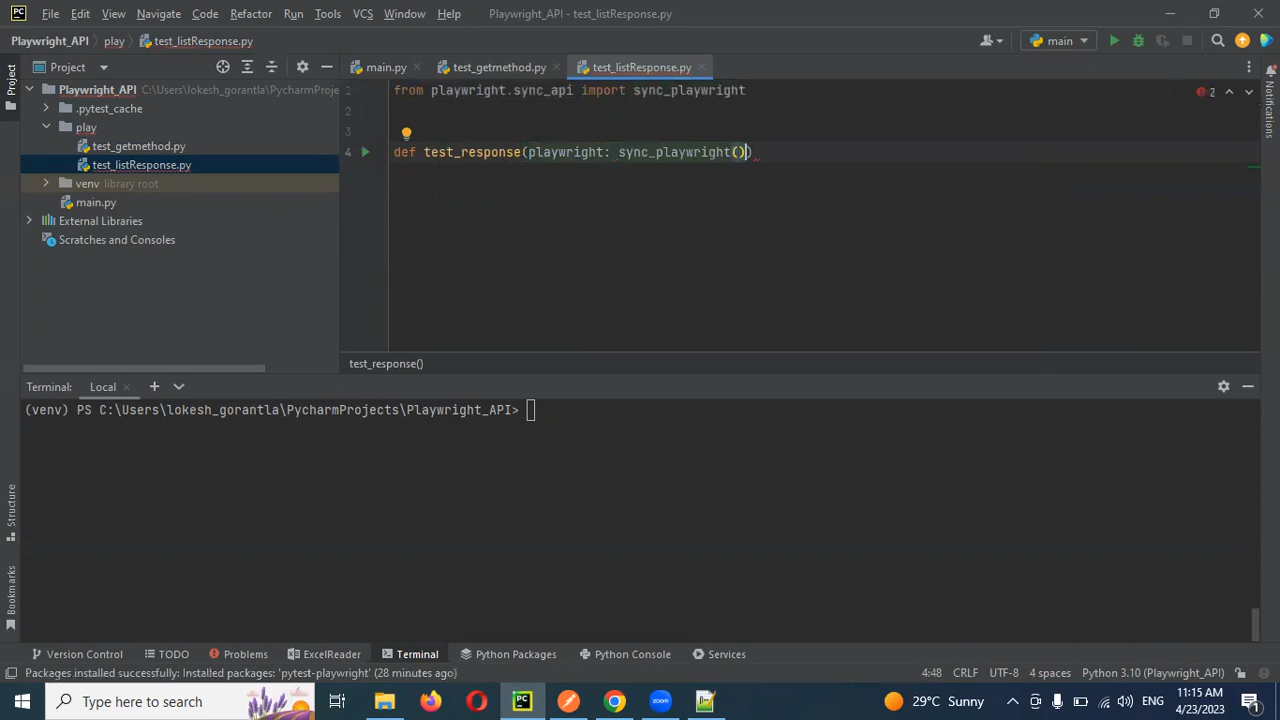 PC File Edit View Navigate Code Refactor Run Tools VCS Window Help Playwright_API - test_listResponse.py
Playwright_API play test_listResponse.py main
Project main.py test_getmethod.py test_listResponse.py
Project
Playwright_API C:\Users\lokesh_gorantla\PycharmProje
.pytest_cache
play
test_getmethod.py
test_listResponse.py
venv library root
main.py
External Libraries
Scratches and Consoles
1 from playwright.sync_api import sync_playwright
2
3
4 def test_response(playwright: sync_playwright())
2
Notifications
test_response()
Terminal: Local
(venv) PS C:\Users\lokesh_gorantla\PycharmProjects\Playwright_API>
Structure
Bookmarks
Version Control TODO Problems ExcelReader Terminal Python Packages Python Console Services
Packages installed successfully: Installed packages: 'pytest-playwright' (28 minutes ago) 4:48 CRLF UTF-8 4 spaces Python 3.10 (Playwright_API)
Type here to search PC zoom 29°C Sunny ENG 11:15 AM
4/23/2023 1